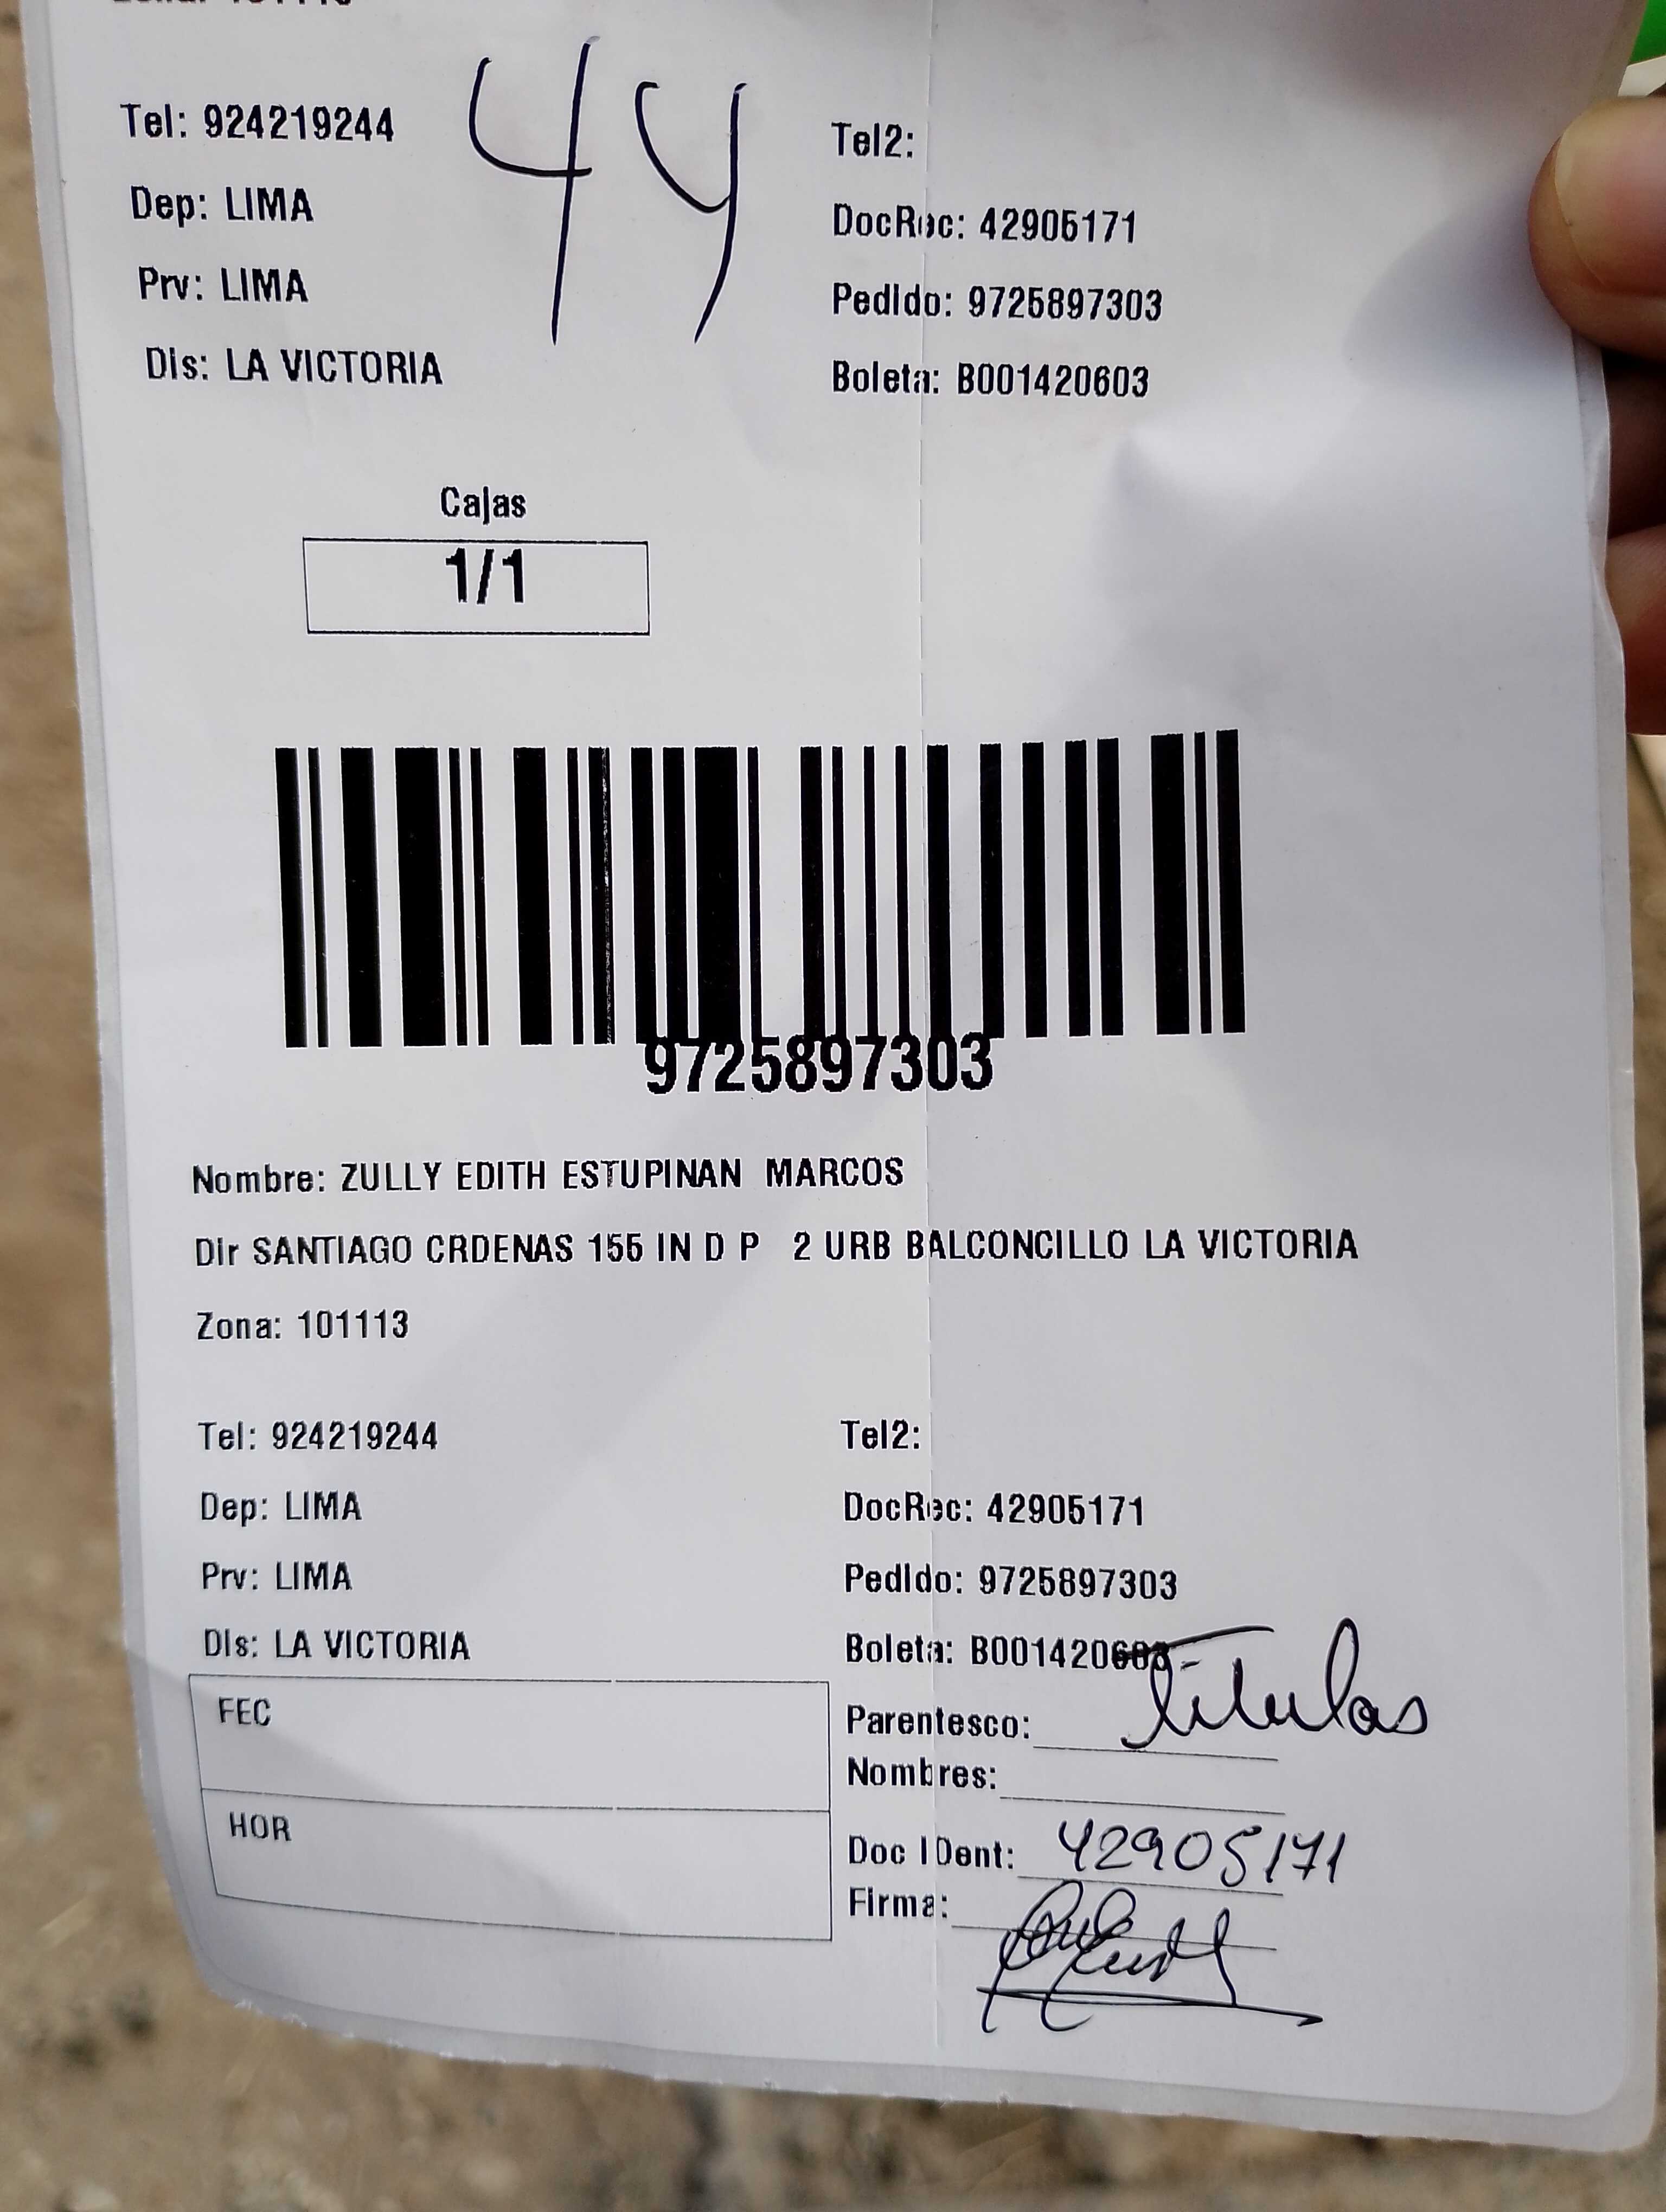 Tel: 924219244
44
Tel2:
Dep: LIMA
DocRec: 42905171
Prv: LIMA
Pedido: 9725897303
Dis: LA VICTORIA
Boleta: B001420603
Cajas
1/1
9725897303
Nombre: ZULLY EDITH ESTUPINAN MARCOS
Dir SANTIAGO CRDENAS 155 IN D P 2 URB BALCONCILLO LA VICTORIA
Zona: 101113
Tel: 924219244
Tel2:
Dep: LIMA
DocRec: 42905171
Prv: LIMA
Pedido: 9725897303
Dis: LA VICTORIA
Boleta: B001420603
FEC
Parentesco: Titular
Nombres:
HOR
Doc IDent: 42905171
Firma: